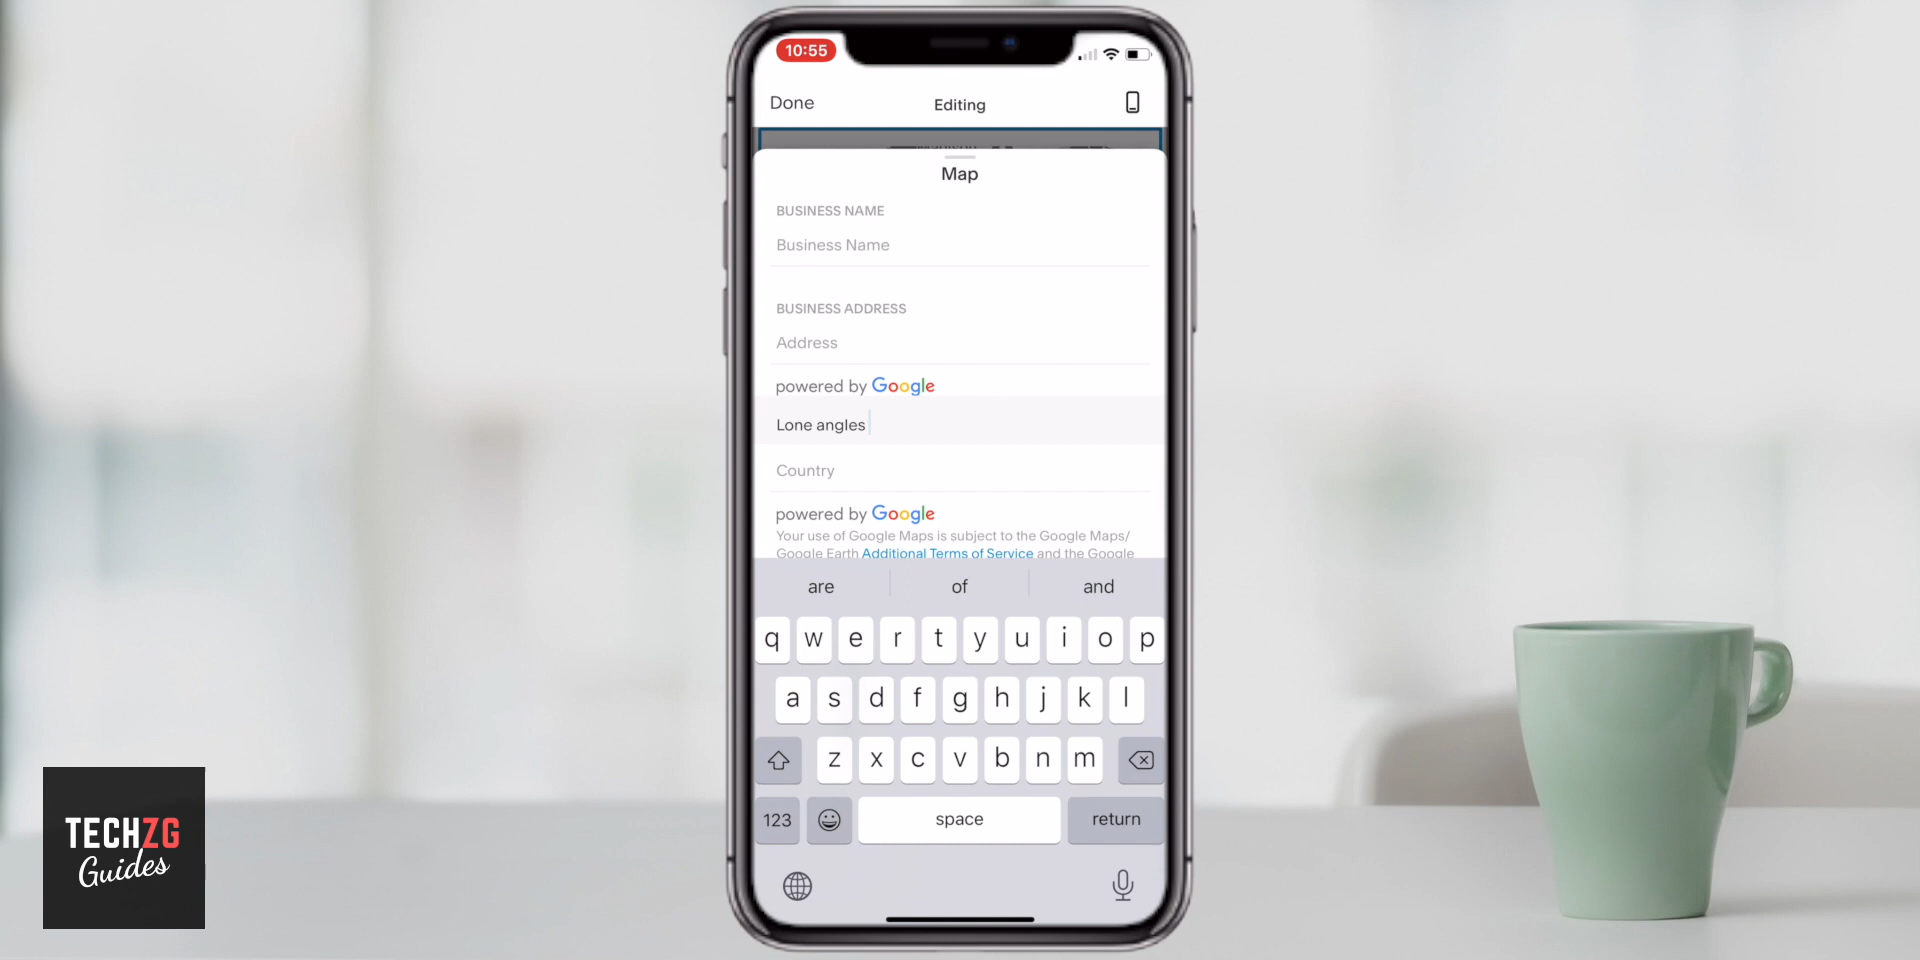 10:55
Done
Editing
Map
BUSINESS NAME
Business Name
BUSINESS ADDRESS
Address
powered by Google
Lone angles
Country
powered by Google
Your use of Google Maps is subject to the Google Maps/
Google Earth Additional Terms of Service and the Google
are of and
q w e r t y u i o p
a s d f g h j k l
z x c v b n m
123 space return
TECHZG
Guides